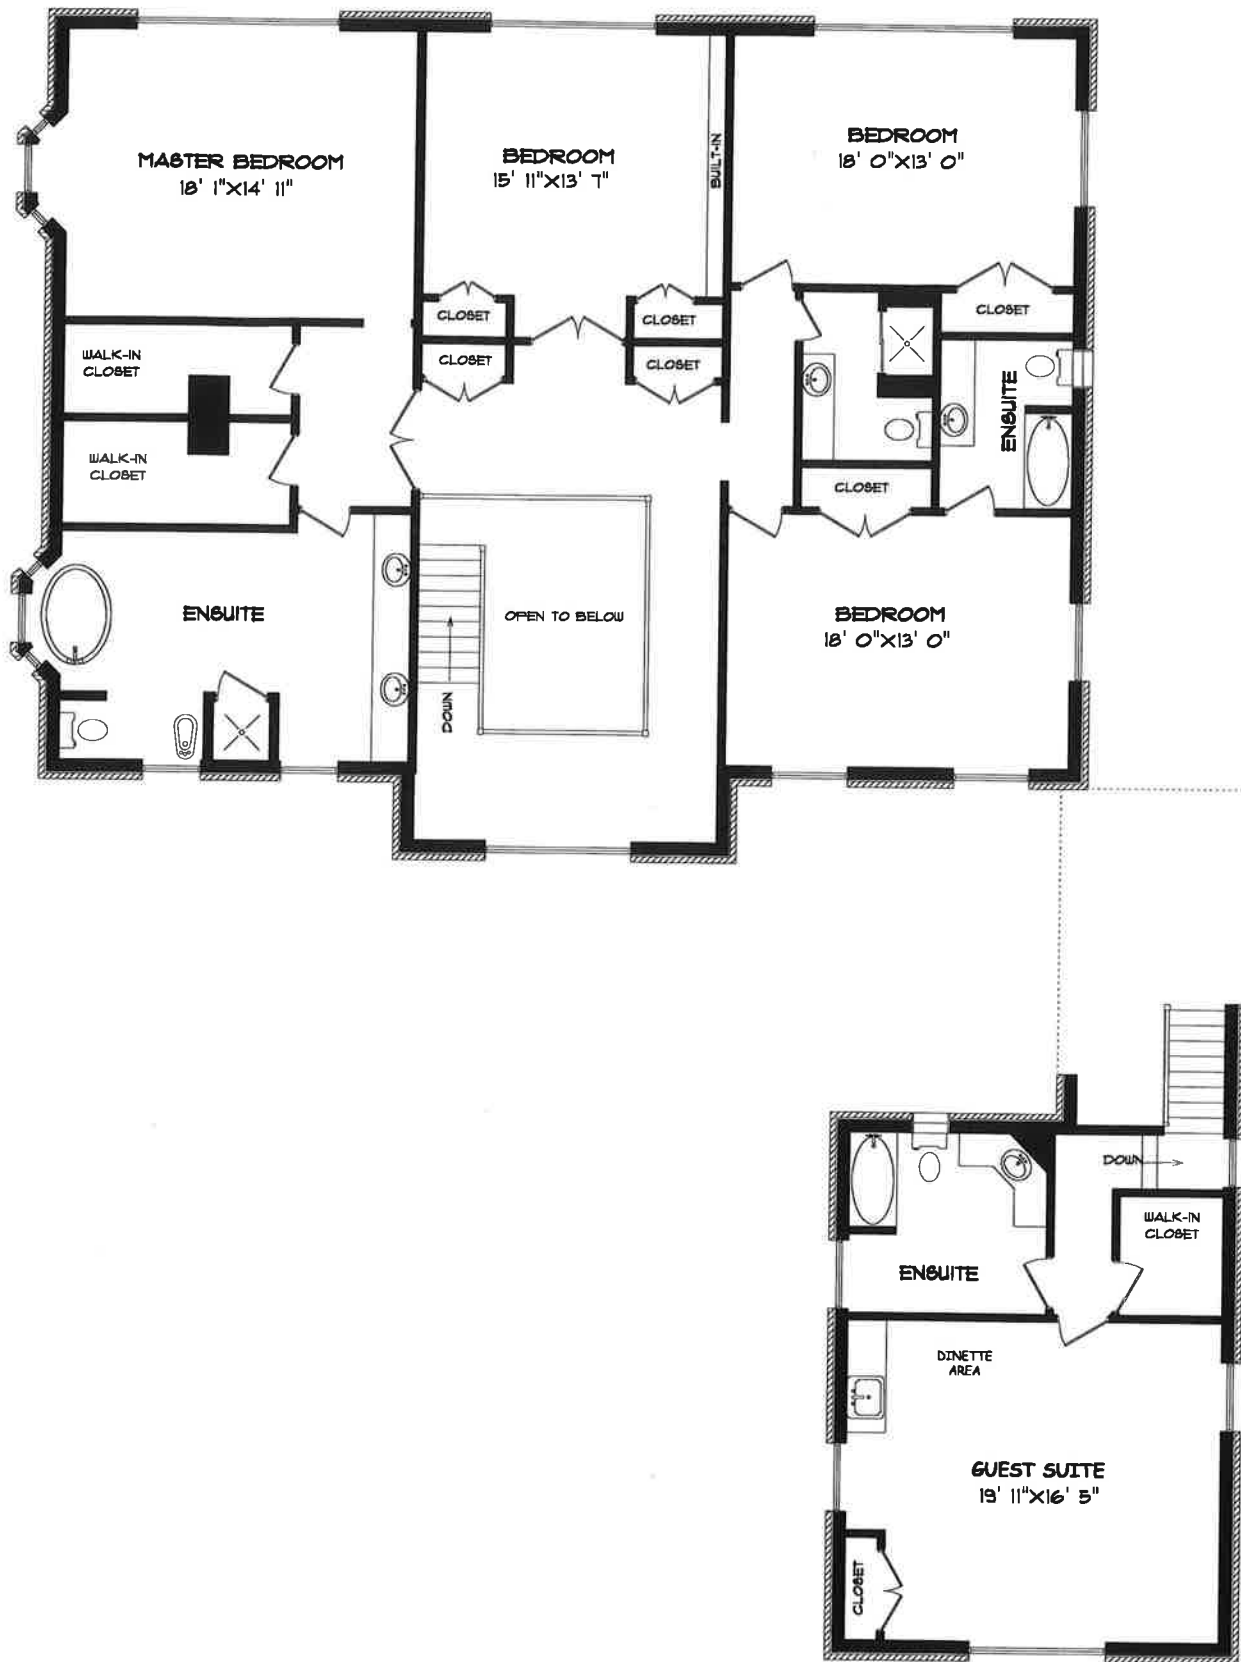 MASTER BEDROOM
18' 1"X14' 11"
BEDROOM
15' 11"X13' 7"
BUILT-IN
BEDROOM
18' 0"X13' 0"
CLOSET
CLOSET
CLOSET
CLOSET
CLOSET
WALK-IN
CLOSET
WALK-IN
CLOSET
ENSUITE
CLOSET
ENSUITE
OPEN TO BELOW
DOWN
BEDROOM
18' 0"X13' 0"
DOWN
WALK-IN
CLOSET
ENSUITE
DINETTE
AREA
GUEST SUITE
19' 11"X16' 5"
CLOSET